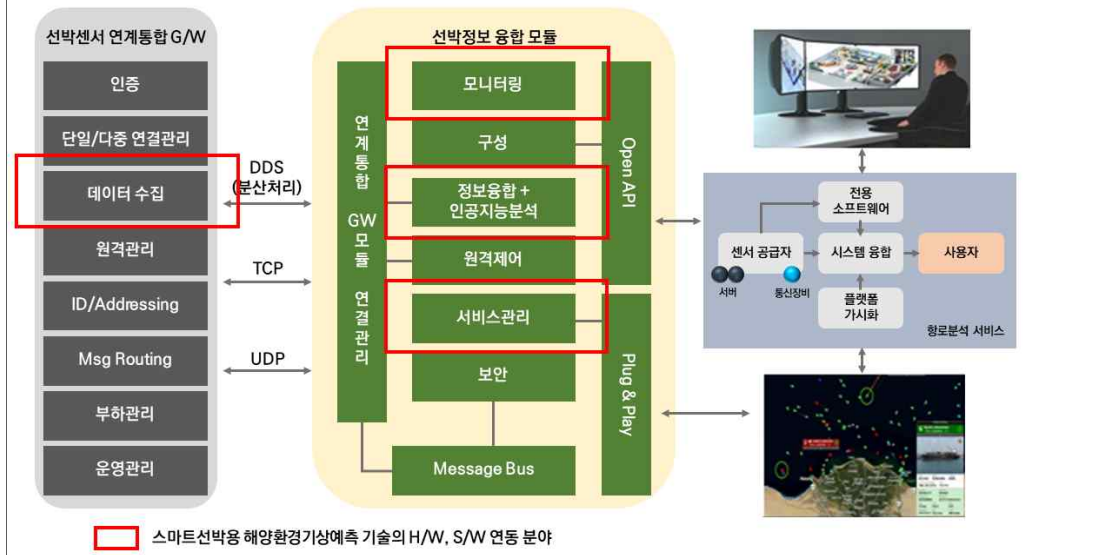 선박센서 연계통합 G/W
인증
단일/다중 연결관리
데이터 수집
원격관리
ID/Addressing
Msg Routing
부하관리
운영관리
DDS
(분산처리)
TCP
UDP
선박정보 융합 모듈
연계통합 GW모듈 연결관리
모니터링
구성
정보융합 +
인공지능분석
원격제어
서비스관리
보안
Message Bus
Open API
Plug & Play
전용
소프트웨어
센서 공급자
시스템 융합
사용자
서버
통신장비
플랫폼
가시화
항로분석 서비스
스마트선박용 해양환경기상예측 기술의 H/W, S/W 연동 분야